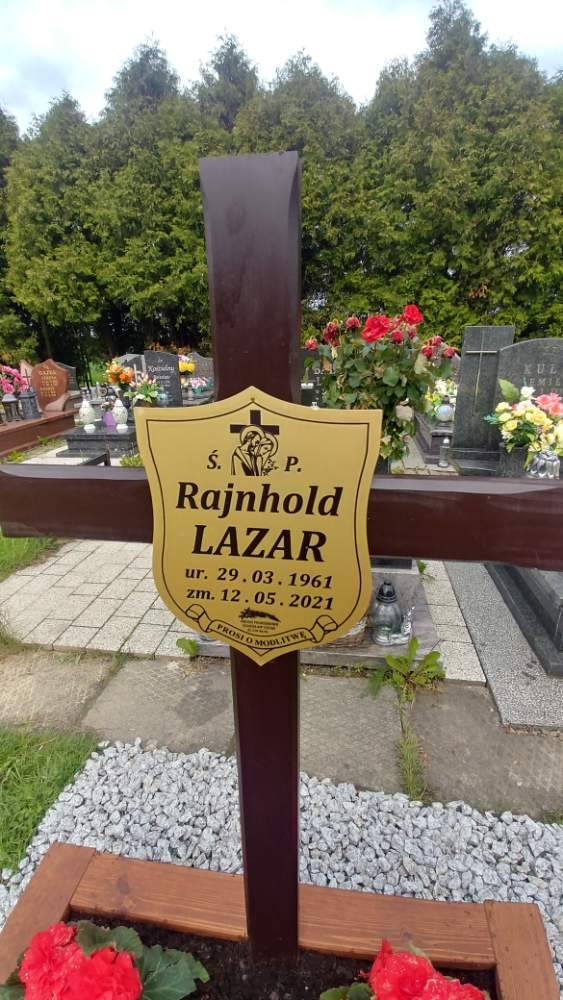 Ś. P.
Rajnhold
LAZAR
ur. 29.03.1961
zm. 12.05.2021
PROSI O MODLITWĘ